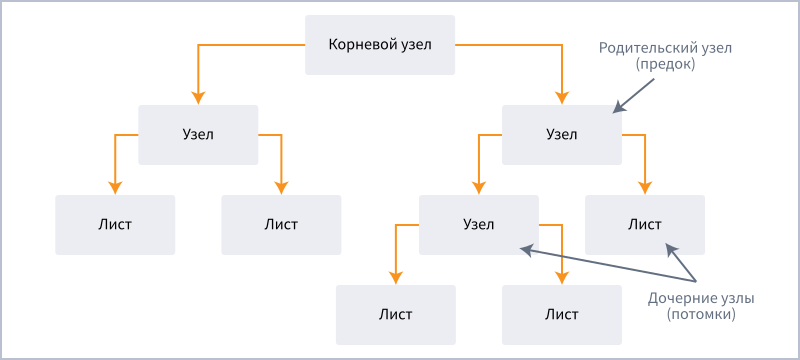 Корневой узел
Родительский узел
(предок)
Узел
Узел
Лист
Лист
Узел
Лист
Дочерние узлы
(потомки)
Лист
Лист